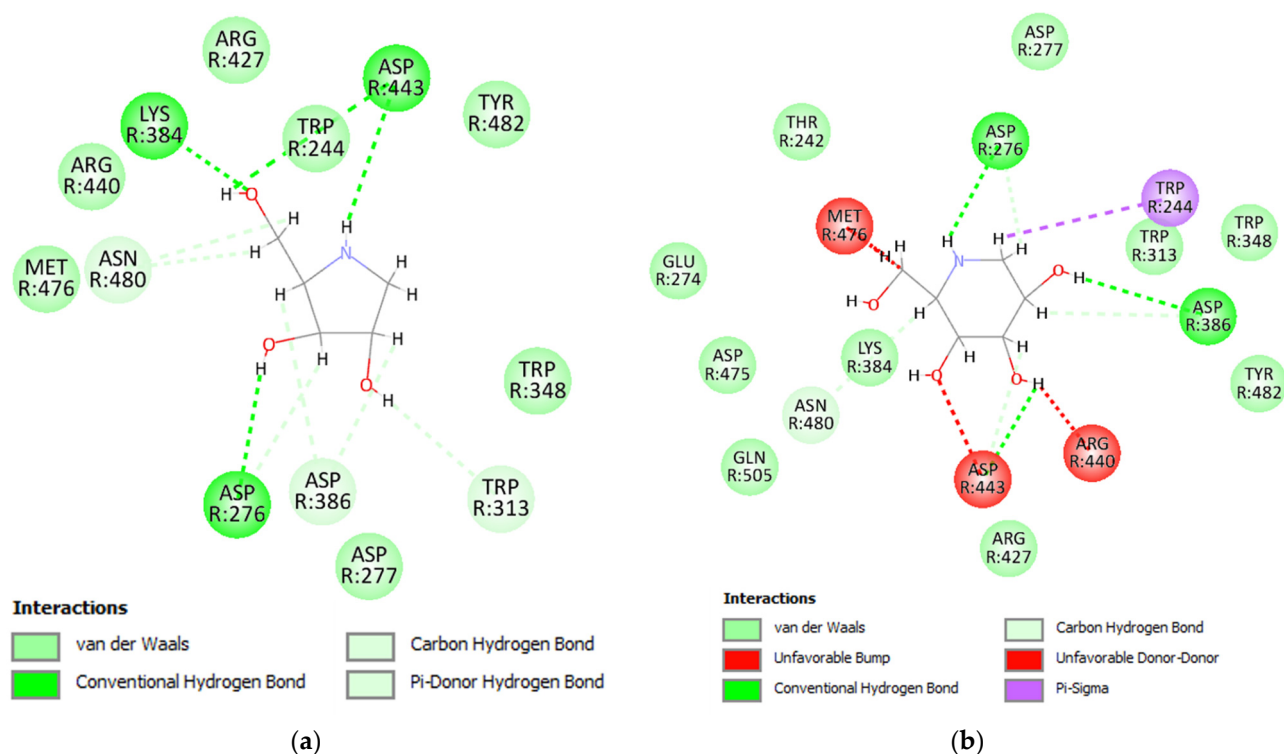 ARG
R:427
ASP
R:443
LYS
R:384
TRP
R:244
TYR
R:482
ARG
R:440
MET
R:476
ASN
R:480
H
O
H
H
H
N
H
H
H
H
H
O
H
O
H
TRP
R:348
ASP
R:276
ASP
R:386
TRP
R:313
ASP
R:277
Interactions
van der Waals
Conventional Hydrogen Bond
Carbon Hydrogen Bond
Pi-Donor Hydrogen Bond
(a)
ASP
R:277
THR
R:242
ASP
R:276
TRP
R:244
MET
R:476
TRP
R:313
TRP
R:348
GLU
R:274
H
H
H
H
N
H
O
H
H
O
H
H
H
H
O
O
H
ASP
R:386
LYS
R:384
ASP
R:475
TYR
R:482
ASN
R:480
GLN
R:505
ASP
R:443
ARG
R:440
ARG
R:427
Interactions
van der Waals
Unfavorable Bump
Conventional Hydrogen Bond
Carbon Hydrogen Bond
Unfavorable Donor-Donor
Pi-Sigma
(b)